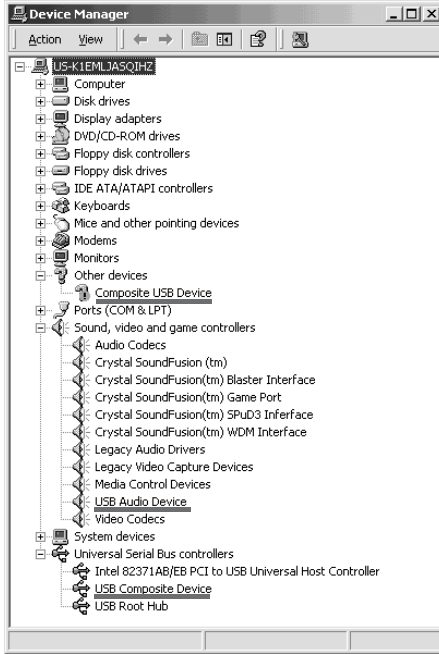 Device Manager
Action View
US-K1EMLJASQIHZ
Computer
Disk drives
Display adapters
DVD/CD-ROM drives
Floppy disk controllers
Floppy disk drives
IDE ATA/ATAPI controllers
Keyboards
Mice and other pointing devices
Modems
Monitors
Other devices
Composite USB Device
Ports (COM & LPT)
Sound, video and game controllers
Audio Codecs
Crystal SoundFusion (tm)
Crystal SoundFusion(tm) Blaster Interface
Crystal SoundFusion(tm) Game Port
Crystal SoundFusion(tm) SPuD3 Inferface
Crystal SoundFusion(tm) WDM Interface
Legacy Audio Drivers
Legacy Video Capture Devices
Media Control Devices
USB Audio Device
Video Codecs
System devices
Universal Serial Bus controllers
Intel 82371AB/EB PCI to USB Universal Host Controller
USB Composite Device
USB Root Hub